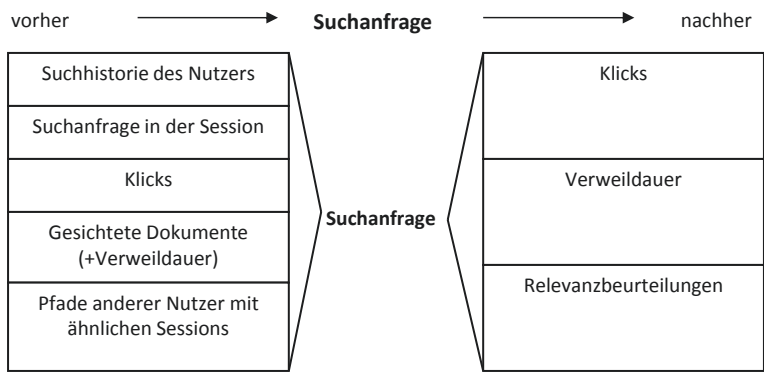 vorher Suchanfrage nachher
Suchhistorie des Nutzers
Suchanfrage in der Session
Klicks
Gesichtete Dokumente
(+Verweildauer)
Pfade anderer Nutzer mit
ähnlichen Sessions
Suchanfrage
Klicks
Verweildauer
Relevanzbeurteilungen